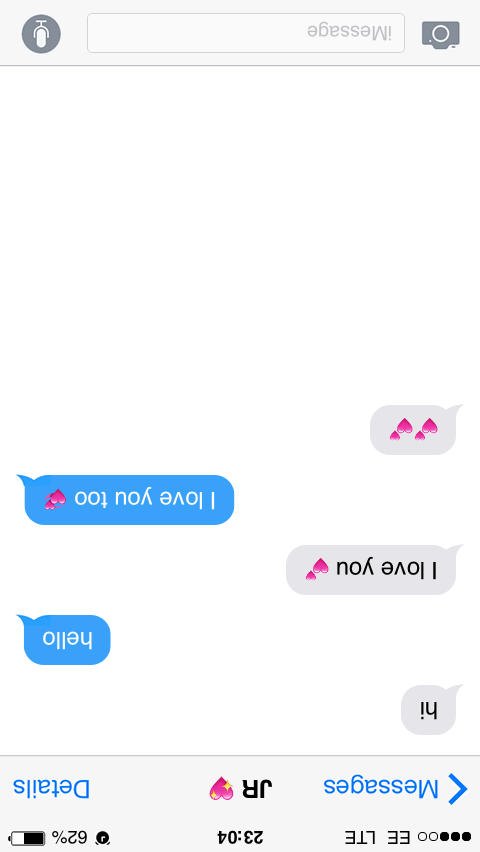 EE LTE 23:04 62%
Messages JR 💖 Details
hi
hello
I love you 💕
I love you too 💕
💕💕
iMessage